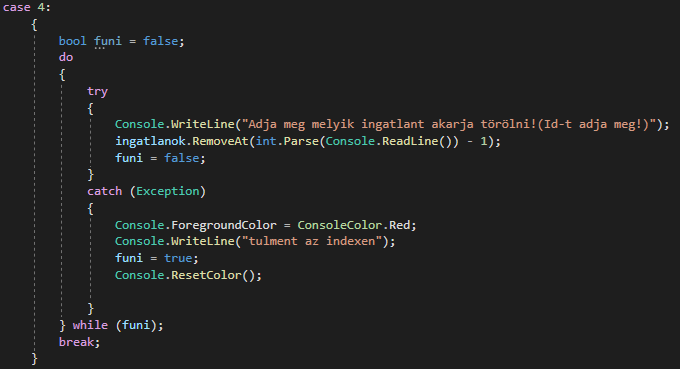 case 4:
{
bool funi = false;
do
{
try
{
Console.WriteLine("Adja meg melyik ingatlant akarja törölni!(Id-t adja meg!)");
ingatlanok.RemoveAt(int.Parse(Console.ReadLine()) - 1);
funi = false;
}
catch (Exception)
{
Console.ForegroundColor = ConsoleColor.Red;
Console.WriteLine("tulment az indexen");
funi = true;
Console.ResetColor();
}
} while (funi);
break;
}